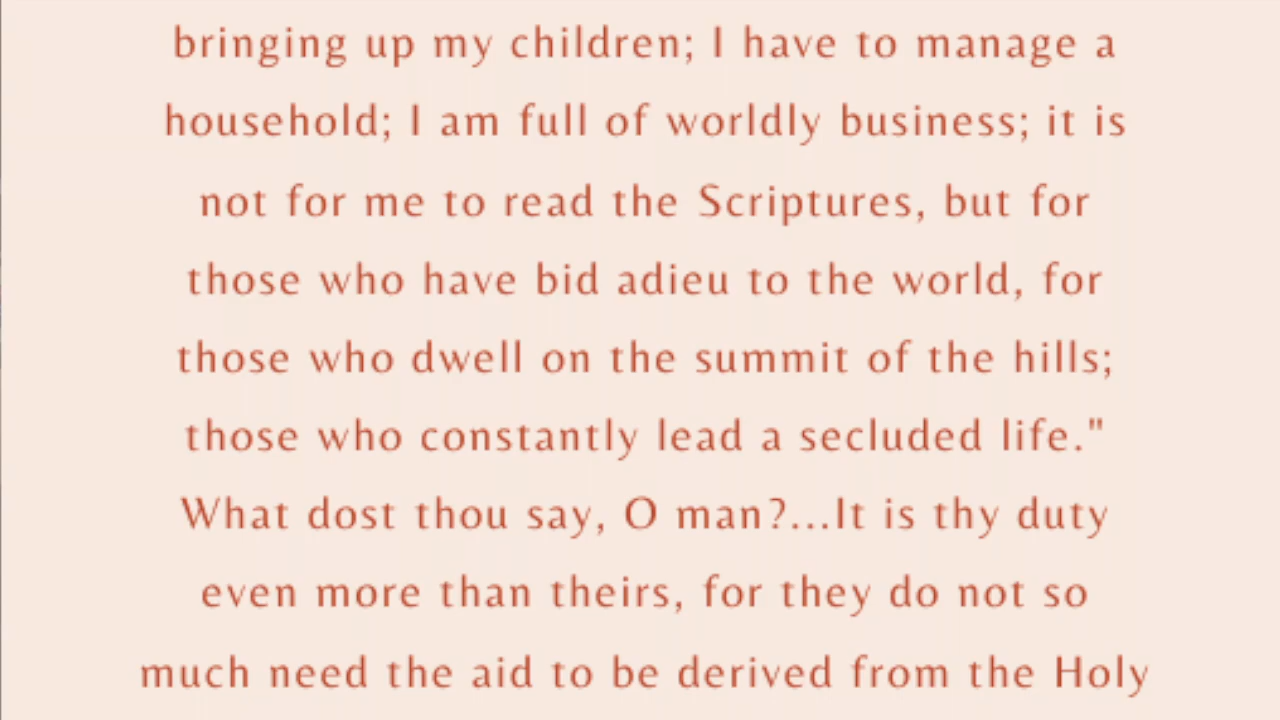 bringing up my children; I have to manage a
household; I am full of worldly business; it is
not for me to read the Scriptures, but for
those who have bid adieu to the world, for
those who dwell on the summit of the hills;
those who constantly lead a secluded life."
What dost thou say, O man?...It is thy duty
even more than theirs, for they do not so
much need the aid to be derived from the Holy